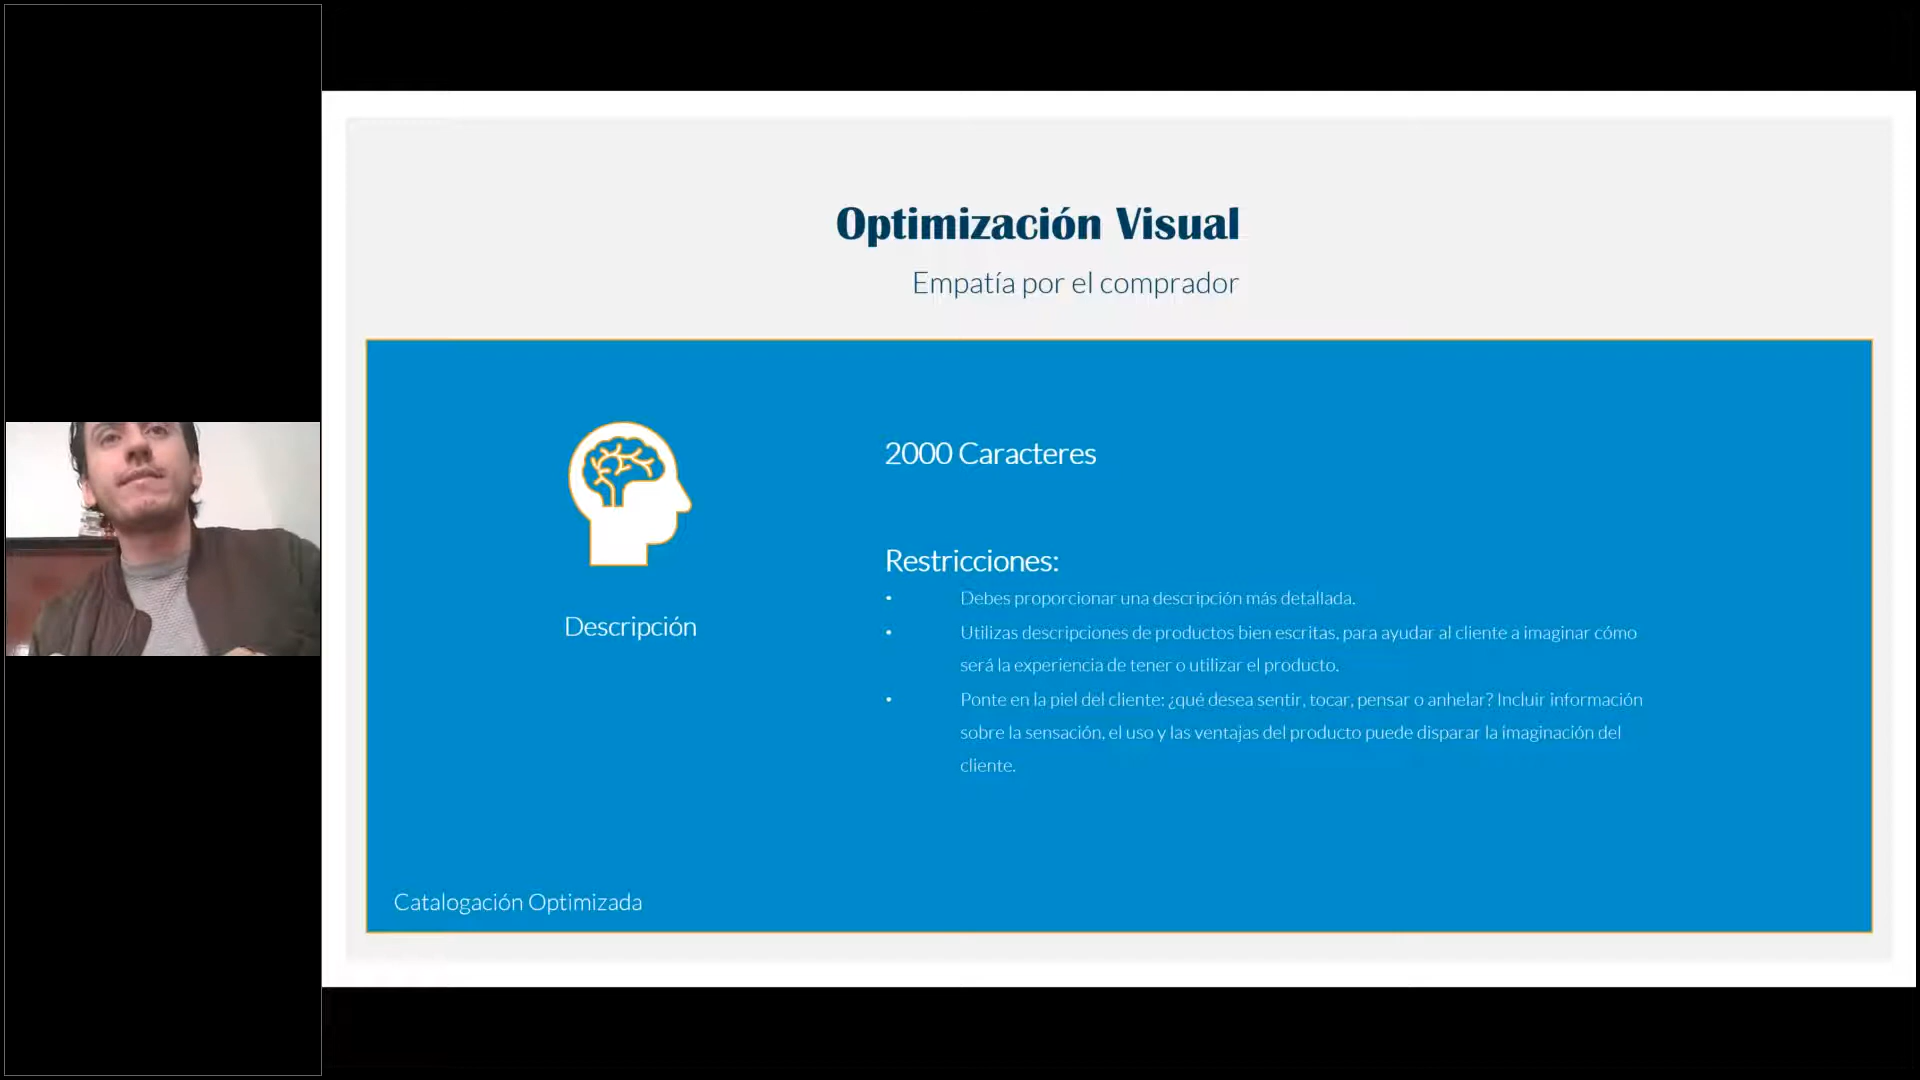 Optimización Visual
Empatía por el comprador
2000 Caracteres
Restricciones:
• Debes proporcionar una descripción más detallada.
• Utilizas descripciones de productos bien escritas, para ayudar al cliente a imaginar cómo
será la experiencia de tener o utilizar el producto.
• Ponte en la piel del cliente: ¿qué desea sentir, tocar, pensar o anhelar? Incluir información
sobre la sensación, el uso y las ventajas del producto puede disparar la imaginación del
cliente.
Descripción
Catalogación Optimizada